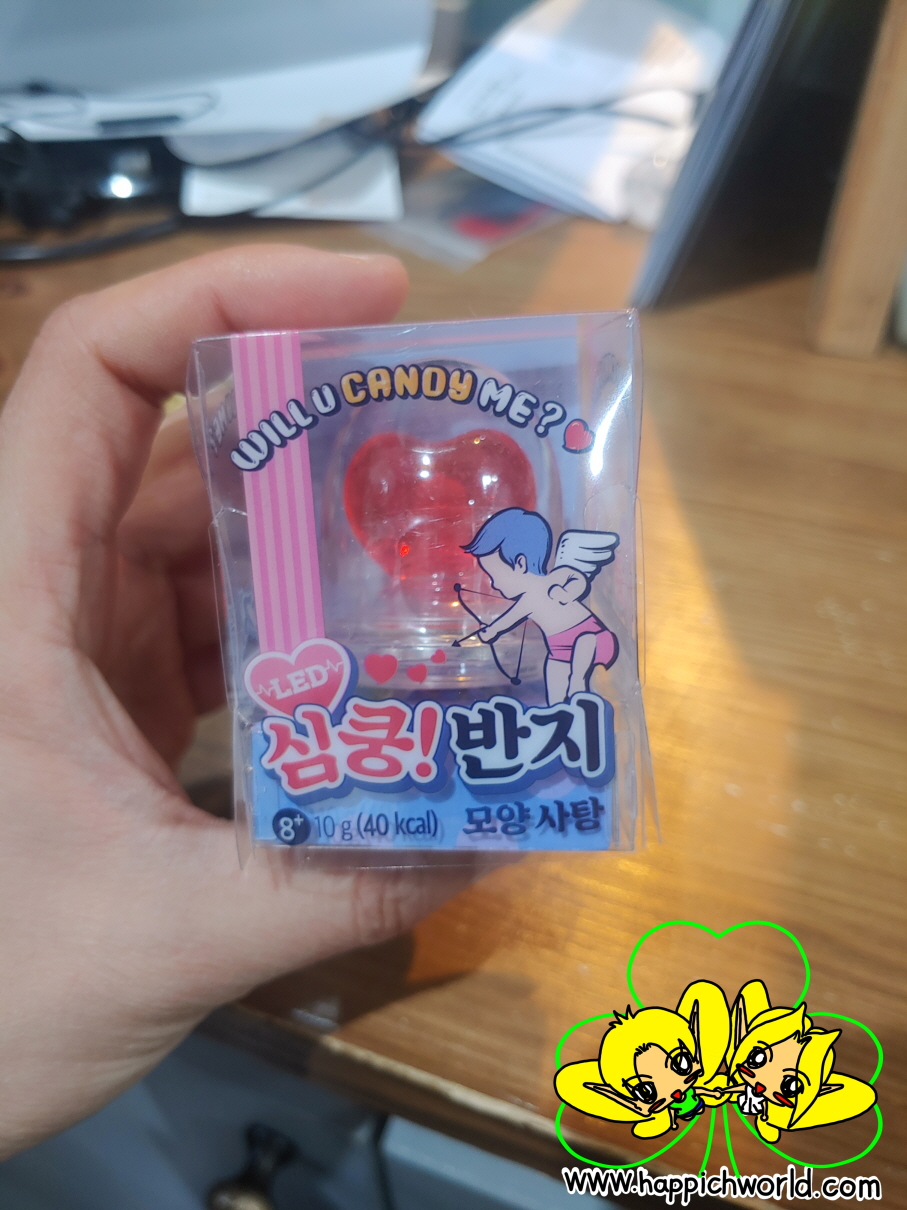 WILL U CANDY ME?
LED
심쿵! 반지
8+ 10 g (40 kcal) 모양 사탕
www.happichworld.com